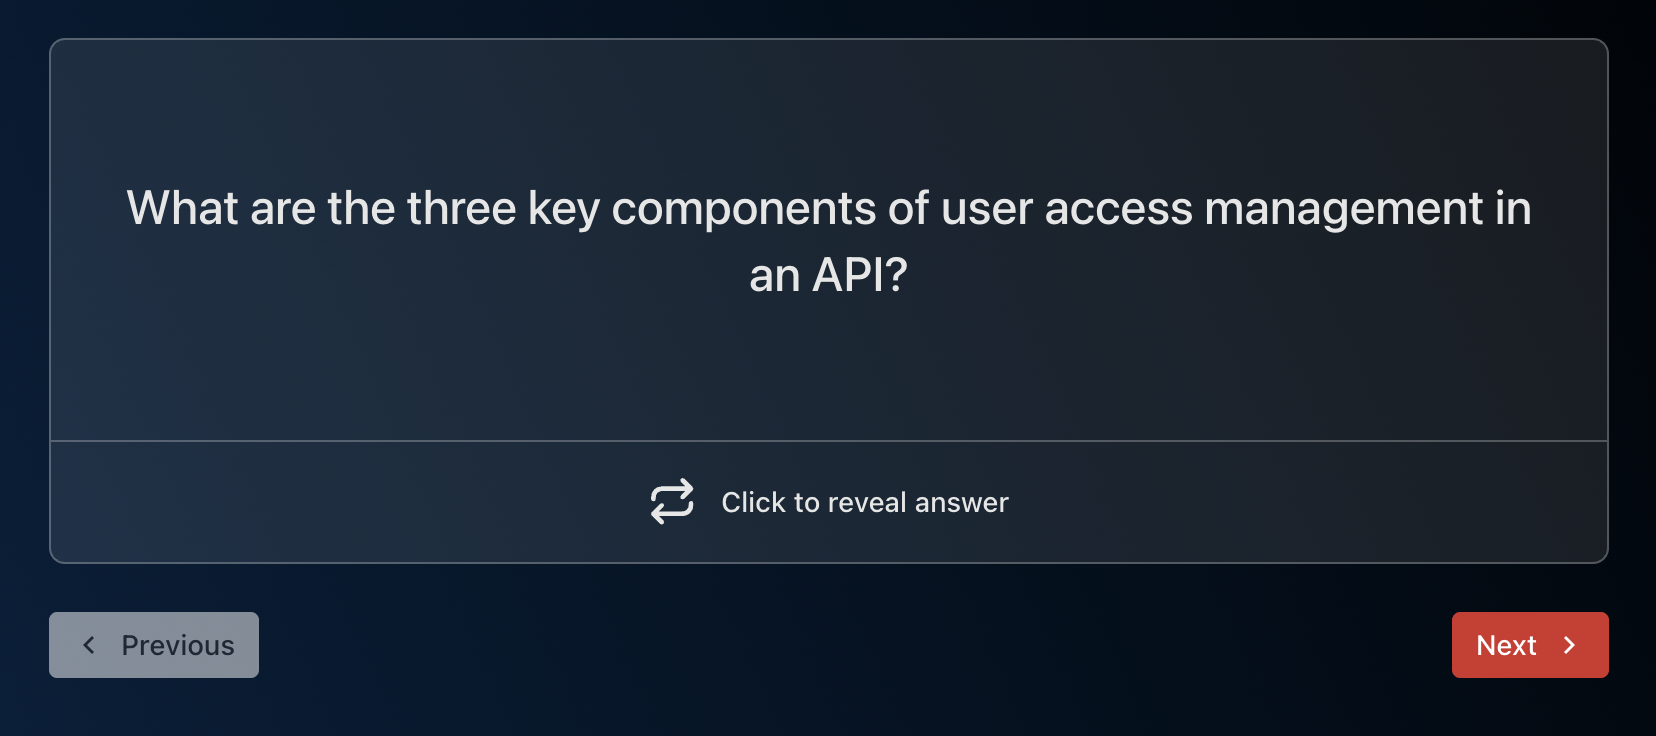 What are the three key components of user access management in
an API?
Click to reveal answer
Previous
Next